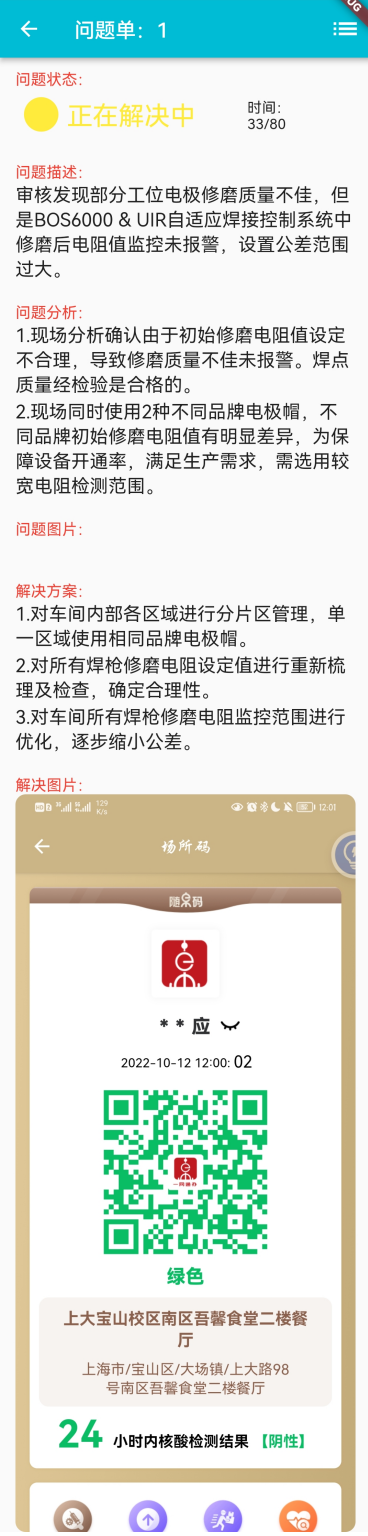 问题单：1
UG
问题状态：
正在解决中
时间：
33/80
问题描述：
审核发现部分工位电极修磨质量不佳，但
是BOS6000 & UIR自适应焊接控制系统中
修磨后电阻值监控未报警，设置公差范围
过大。
问题分析：
1.现场分析确认由于初始修磨电阻值设定
不合理，导致修磨质量不佳未报警。焊点
质量经检验是合格的。
2.现场同时使用2种不同品牌电极帽，不
同品牌初始修磨电阻值有明显差异，为保
障设备开通率，满足生产需求，需选用较
宽电阻检测范围。
问题图片：
解决方案：
1.对车间内部各区域进行分片区管理，单
一区域使用相同品牌电极帽。
2.对所有焊枪修磨电阻设定值进行重新梳
理及检查，确定合理性。
3.对车间所有焊枪修磨电阻监控范围进行
优化，逐步缩小公差。
解决图片：
129
K/s
12:01
场所码
随申码
**应
2022-10-12 12:00:02
一网通办
绿色
上大宝山校区南区吾馨食堂二楼餐
厅
上海市/宝山区/大场镇/上大路98
号南区吾馨食堂二楼餐厅
24 小时内核酸检测结果 【阴性】